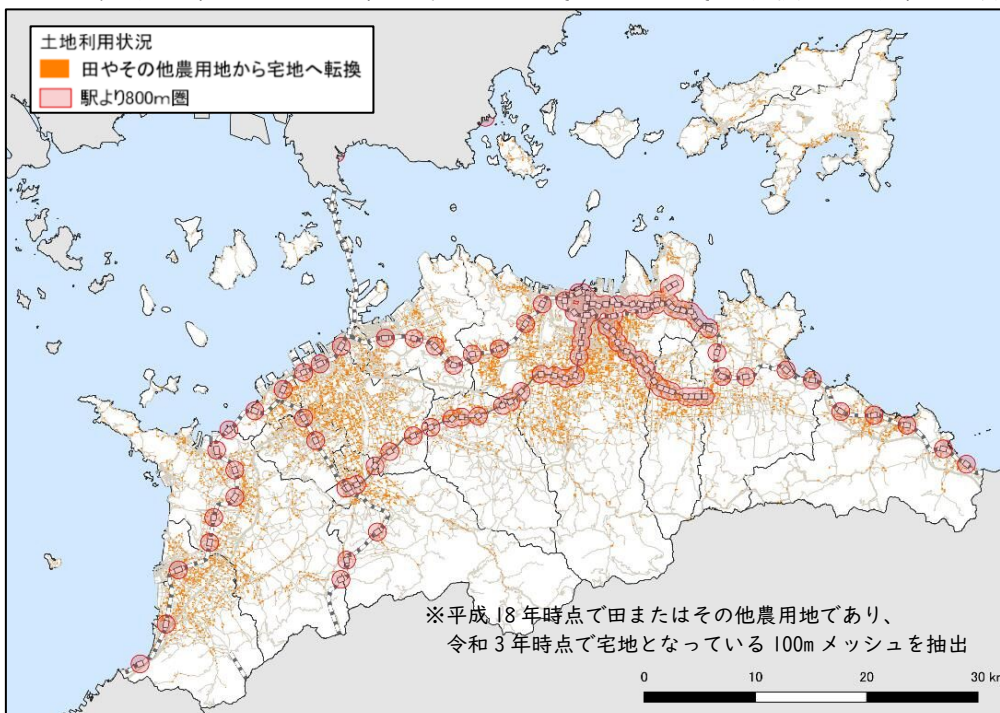 土地利用状況
田やその他農用地から宅地へ転換
駅より800m圏
※平成18年時点で田またはその他農用地であり、
令和3年時点で宅地となっている100mメッシュを抽出
0 10 20 30 km